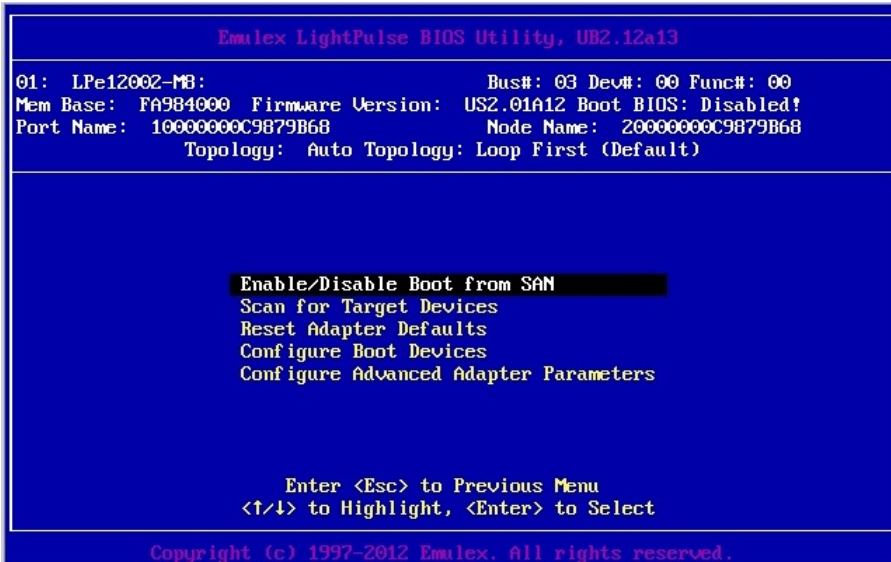 Emulex LightPulse BIOS Utility, UB2.12a13
01: LPe12002-M8: Bus#: 03 Dev#: 00 Func#: 00
Mem Base: FA984000 Firmware Version: US2.01A12 Boot BIOS: Disabled!
Port Name: 10000000C9879B68 Node Name: 20000000C9879B68
Topology: Auto Topology: Loop First (Default)
Enable/Disable Boot from SAN
Scan for Target Devices
Reset Adapter Defaults
Configure Boot Devices
Configure Advanced Adapter Parameters
Enter <Esc> to Previous Menu
<↑/↓> to Highlight, <Enter> to Select
Copyright (c) 1997-2012 Emulex. All rights reserved.